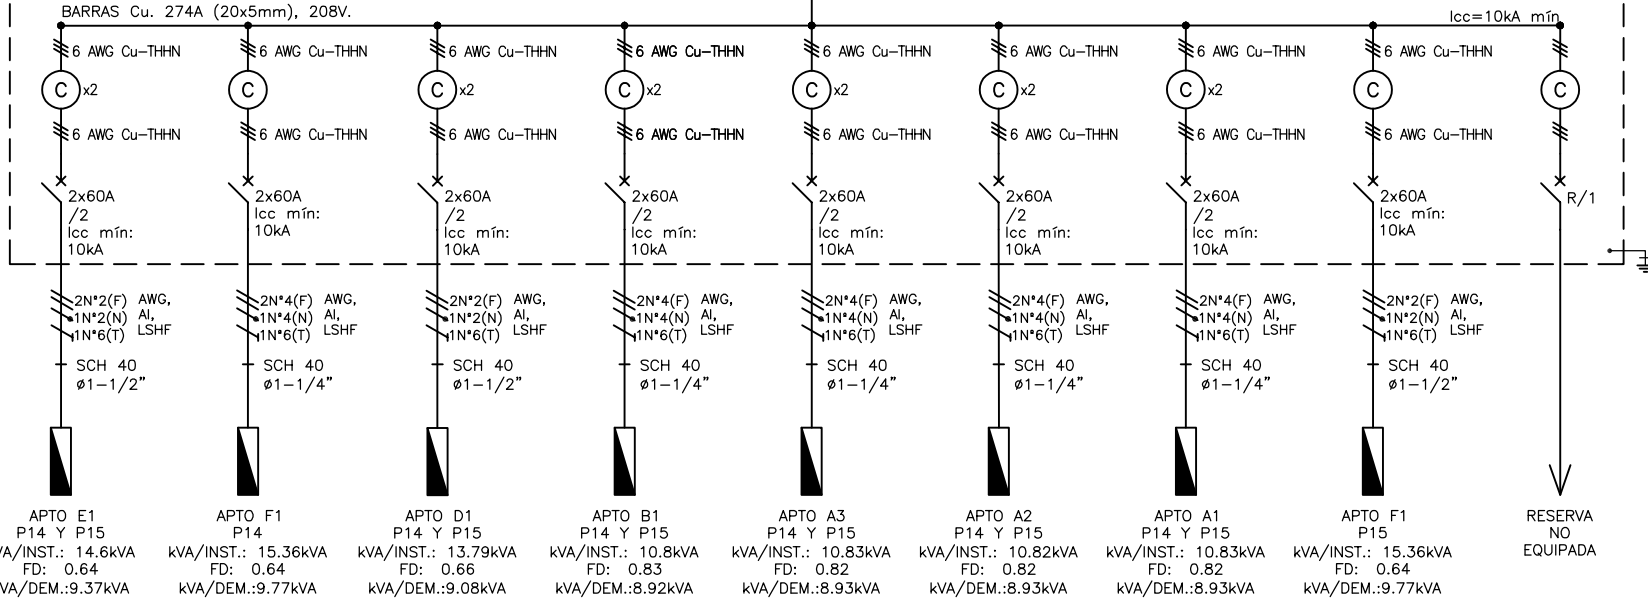 BARRAS Cu. 274A (20x5mm), 208V.
Icc=10kA mín
6 AWG Cu-THHN
6 AWG Cu-THHN
6 AWG Cu-THHN
6 AWG Cu-THHN
6 AWG Cu-THHN
6 AWG Cu-THHN
6 AWG Cu-THHN
6 AWG Cu-THHN
C x2
C
C x2
C x2
C x2
C x2
C x2
C
C
6 AWG Cu-THHN
6 AWG Cu-THHN
6 AWG Cu-THHN
6 AWG Cu-THHN
6 AWG Cu-THHN
6 AWG Cu-THHN
6 AWG Cu-THHN
6 AWG Cu-THHN
2x60A
/2
Icc mín:
10kA
2x60A
Icc mín:
10kA
2x60A
/2
Icc mín:
10kA
2x60A
/2
Icc mín:
10kA
2x60A
/2
Icc mín:
10kA
2x60A
/2
Icc mín:
10kA
2x60A
/2
Icc mín:
10kA
2x60A
Icc mín:
10kA
R/1
2N°2(F) AWG,
1N°2(N) Al,
1N°6(T) LSHF
SCH 40
ø1-1/2"
2N°4(F) AWG,
1N°4(N) Al,
1N°6(T) LSHF
SCH 40
ø1-1/4"
2N°2(F) AWG,
1N°2(N) Al,
1N°6(T) LSHF
SCH 40
ø1-1/2"
2N°4(F) AWG,
1N°4(N) Al,
1N°6(T) LSHF
SCH 40
ø1-1/4"
2N°4(F) AWG,
1N°4(N) Al,
1N°6(T) LSHF
SCH 40
ø1-1/4"
2N°4(F) AWG,
1N°4(N) Al,
1N°6(T) LSHF
SCH 40
ø1-1/4"
2N°4(F) AWG,
1N°4(N) Al,
1N°6(T) LSHF
SCH 40
ø1-1/4"
2N°2(F) AWG,
1N°2(N) Al,
1N°6(T) LSHF
SCH 40
ø1-1/2"
APTO E1
P14 Y P15
VA/INST.: 14.6kVA
FD: 0.64
VA/DEM.:9.37kVA
APTO F1
P14
kVA/INST.: 15.36kVA
FD: 0.64
kVA/DEM.:9.77kVA
APTO D1
P14 Y P15
kVA/INST.: 13.79kVA
FD: 0.66
kVA/DEM.:9.08kVA
APTO B1
P14 Y P15
kVA/INST.: 10.8kVA
FD: 0.83
kVA/DEM.:8.92kVA
APTO A3
P14 Y P15
kVA/INST.: 10.83kVA
FD: 0.82
kVA/DEM.:8.93kVA
APTO A2
P14 Y P15
kVA/INST.: 10.82kVA
FD: 0.82
kVA/DEM.:8.93kVA
APTO A1
P14 Y P15
kVA/INST.: 10.83kVA
FD: 0.82
kVA/DEM.:8.93kVA
APTO F1
P15
kVA/INST.: 15.36kVA
FD: 0.64
kVA/DEM.:9.77kVA
RESERVA
NO
EQUIPADA